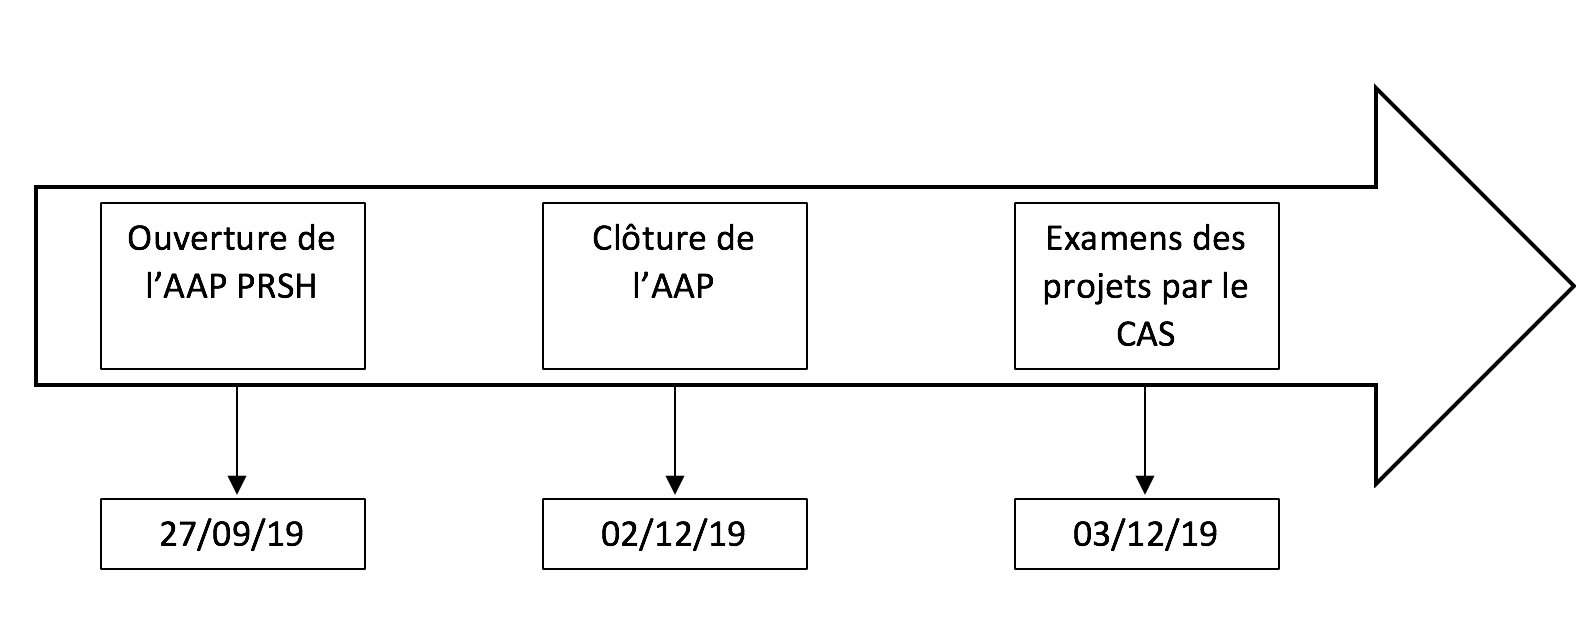 Ouverture de
l’AAP PRSH
Clôture de
l’AAP
Examens des
projets par le
CAS
27/09/19
02/12/19
03/12/19